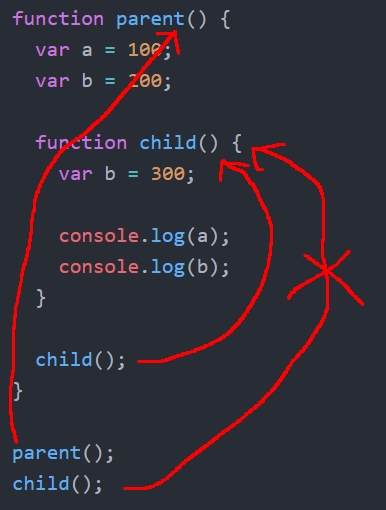 function parent() {
var a = 100;
var b = 200;
function child() {
var b = 300;
console.log(a);
console.log(b);
}
child();
}
parent();
child();